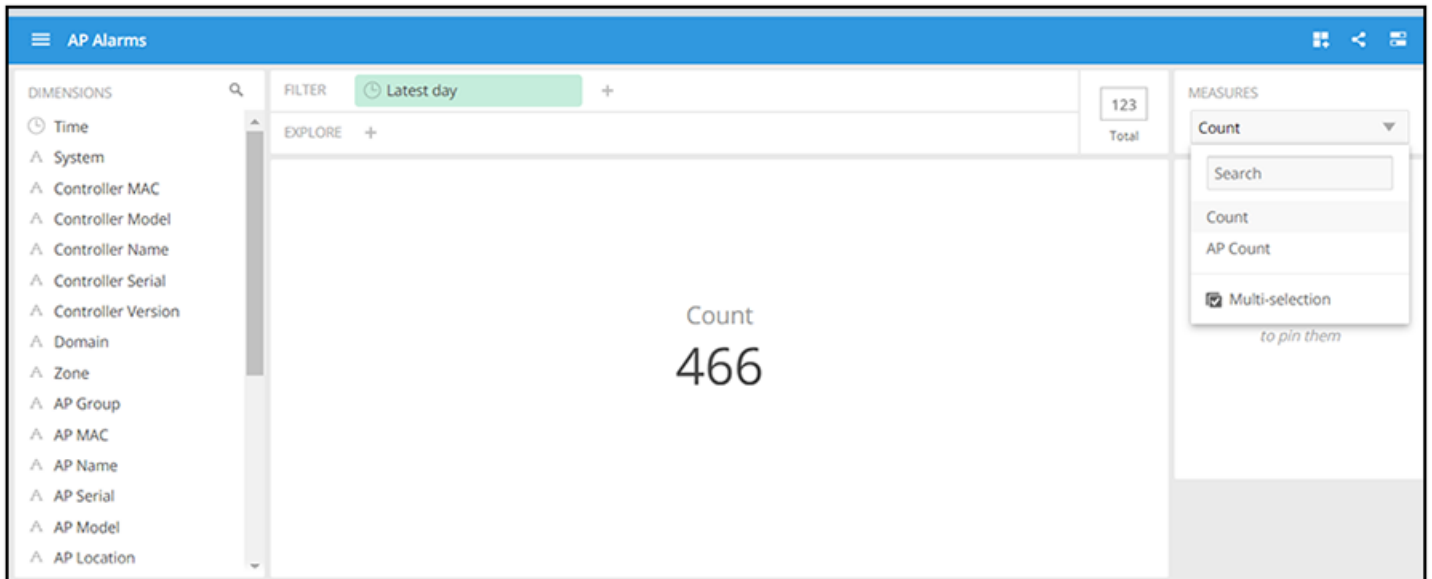 AP Alarms
DIMENSIONS
Time
System
Controller MAC
Controller Model
Controller Name
Controller Serial
Controller Version
Domain
Zone
AP Group
AP MAC
AP Name
AP Serial
AP Model
AP Location
FILTER
Latest day
+
EXPLORE +
123
Total
Count
466
MEASURES
Count
Search
Count
AP Count
Multi-selection
to pin them